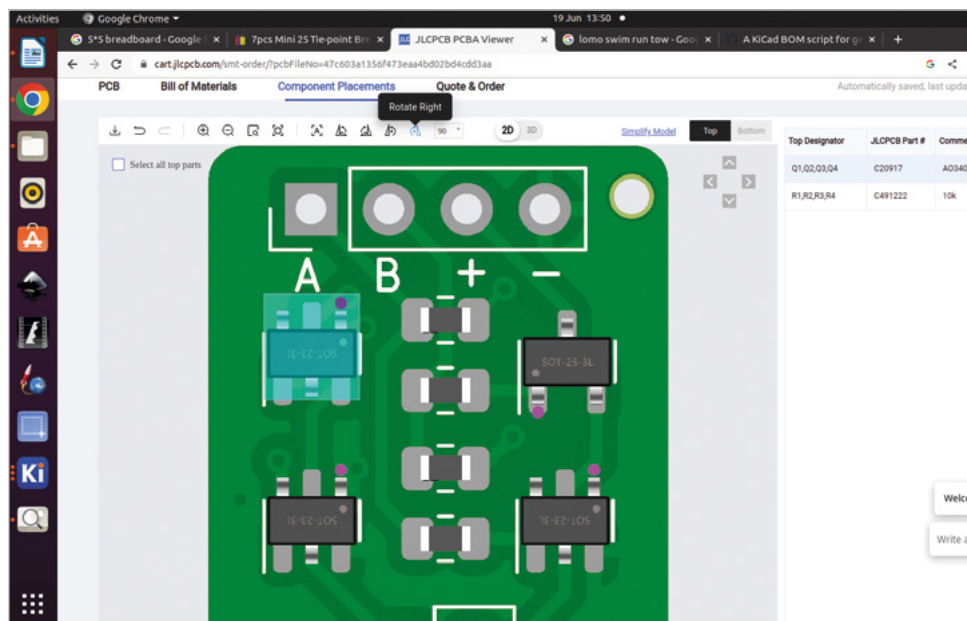 Activities Google Chrome 19 Jun 13:50
5*5 breadboard - Google 7pcs Mini 25 Tie-point Bre JLCPCB PCBA Viewer lomo swim run tow - Goo A KiCad BOM script for ge
cart.jlcpcb.com/smt-order/?pcbFileNo=47c603a1356f473eaa4bd02bd4cdd3aa
PCB Bill of Materials Component Placements Quote & Order Automatically saved, last upda
Rotate Right
90 ° 2D 3D Simplify Model Top Bottom
Top Designator JLCPCB Part # Comme
Select all top parts
Q1,Q2,Q3,Q4 C20917 AO340
R1,R2,R3,R4 C491222 10k
A B + −
SOT-23-3L
SOT-23-3L
SOT-23-3L
SOT-23-3L
Ki
Welco
Write a